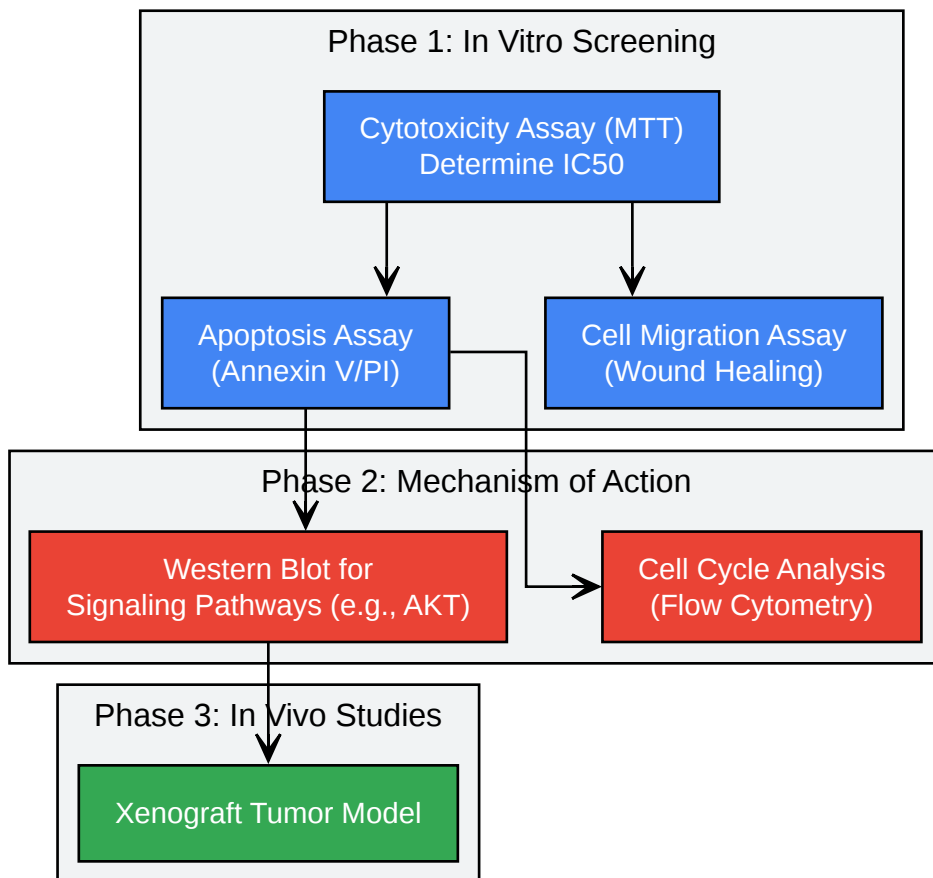 Phase 1: In Vitro Screening
Cytotoxicity Assay (MTT)
Determine IC50
Apoptosis Assay
(Annexin V/PI)
Cell Migration Assay
(Wound Healing)
Phase 2: Mechanism of Action
Western Blot for
Signaling Pathways (e.g., AKT)
Cell Cycle Analysis
(Flow Cytometry)
Phase 3: In Vivo Studies
Xenograft Tumor Model